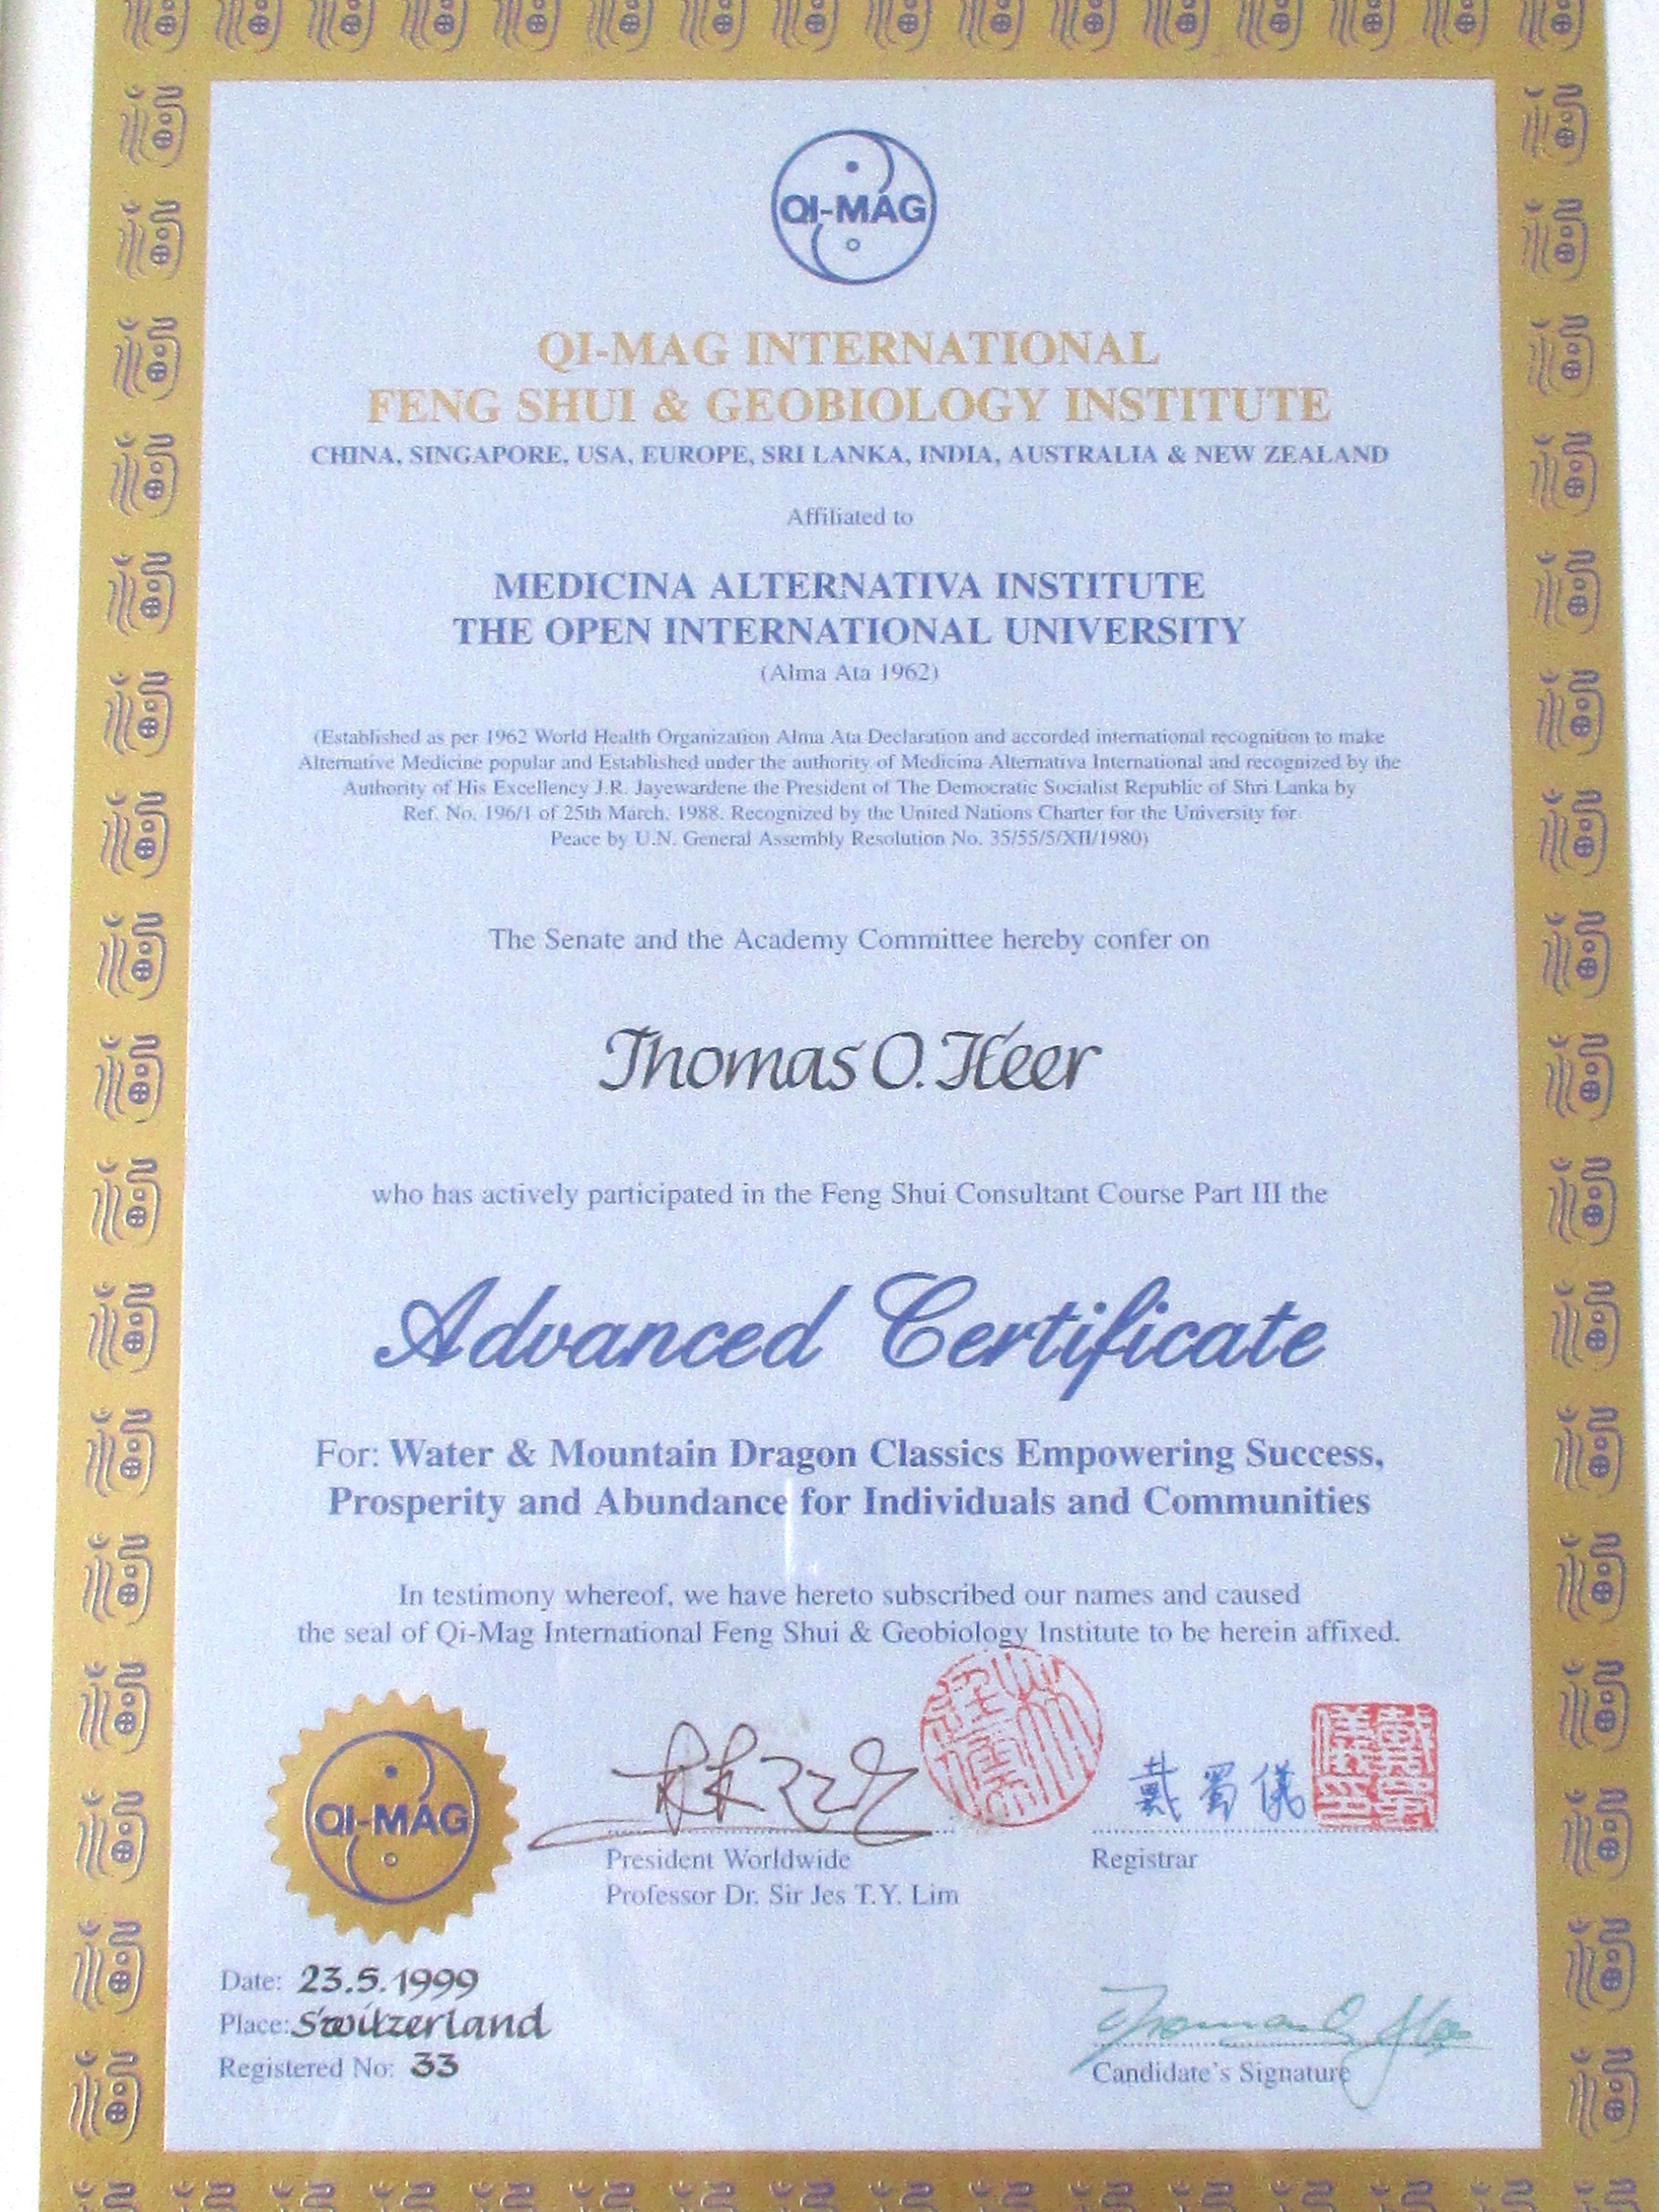 QI-MAG
QI-MAG INTERNATIONAL
FENG SHUI & GEOBIOLOGY INSTITUTE
CHINA, SINGAPORE, USA, EUROPE, SRI LANKA, INDIA, AUSTRALIA & NEW ZEALAND
Affiliated to
MEDICINA ALTERNATIVA INSTITUTE
THE OPEN INTERNATIONAL UNIVERSITY
(Alma Ata 1962)
(Established as per 1962 World Health Organization Alma Ata Declaration and accorded international recognition to make
Alternative Medicine popular and Established under the authority of Medicina Alternativa International and recognized by the
Authority of His Excellency J.R. Jayewardene the President of The Democratic Socialist Republic of Shri Lanka by
Ref. No. 196/1 of 25th March, 1988. Recognized by the United Nations Charter for the University for
Peace by U.N. General Assembly Resolution No. 35/55/5/XII/1980)
The Senate and the Academy Committee hereby confer on
Thomas O. Heer
who has actively participated in the Feng Shui Consultant Course Part III the
Advanced Certificate
For: Water & Mountain Dragon Classics Empowering Success,
Prosperity and Abundance for Individuals and Communities
In testimony whereof, we have hereto subscribed our names and caused
the seal of Qi-Mag International Feng Shui & Geobiology Institute to be herein affixed.
QI-MAG
戴蜀儀
President Worldwide
Professor Dr. Sir Jes T.Y. Lim
Registrar
Date: 23.5.1999
Place: Switzerland
Registered No: 33
Thomas O. Heer
Candidate's Signature